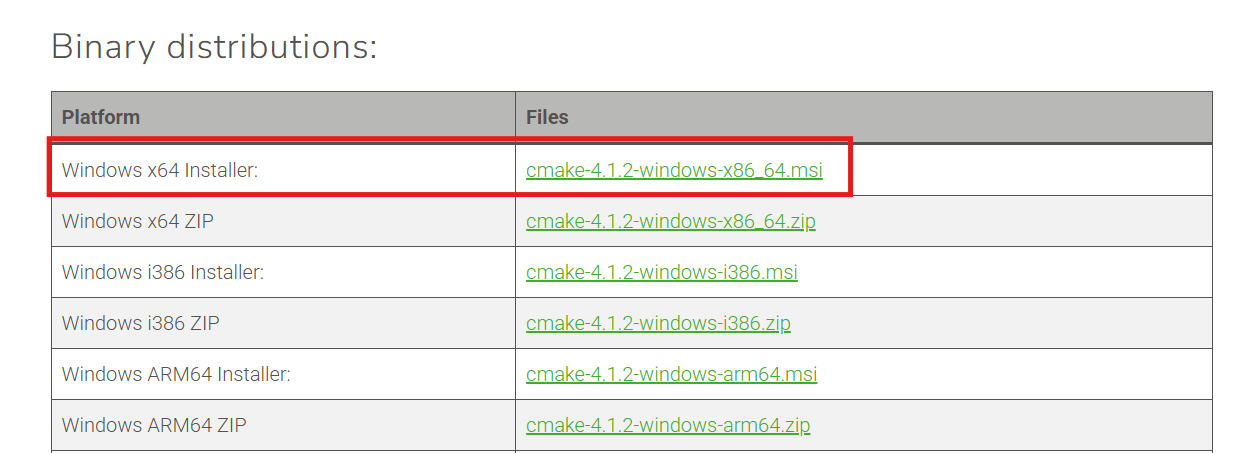 Binary distributions:
Platform Files
Windows x64 Installer: cmake-4.1.2-windows-x86_64.msi
Windows x64 ZIP cmake-4.1.2-windows-x86_64.zip
Windows i386 Installer: cmake-4.1.2-windows-i386.msi
Windows i386 ZIP cmake-4.1.2-windows-i386.zip
Windows ARM64 Installer: cmake-4.1.2-windows-arm64.msi
Windows ARM64 ZIP cmake-4.1.2-windows-arm64.zip